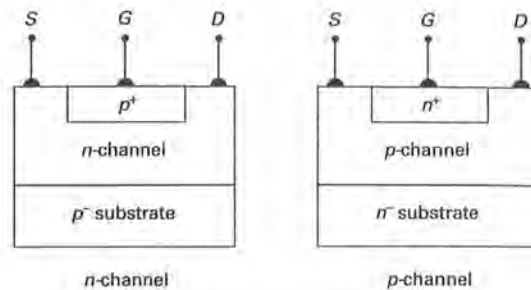 S G D S G D
p⁺ n⁺
n-channel p-channel
p⁻ substrate n⁻ substrate
n-channel p-channel